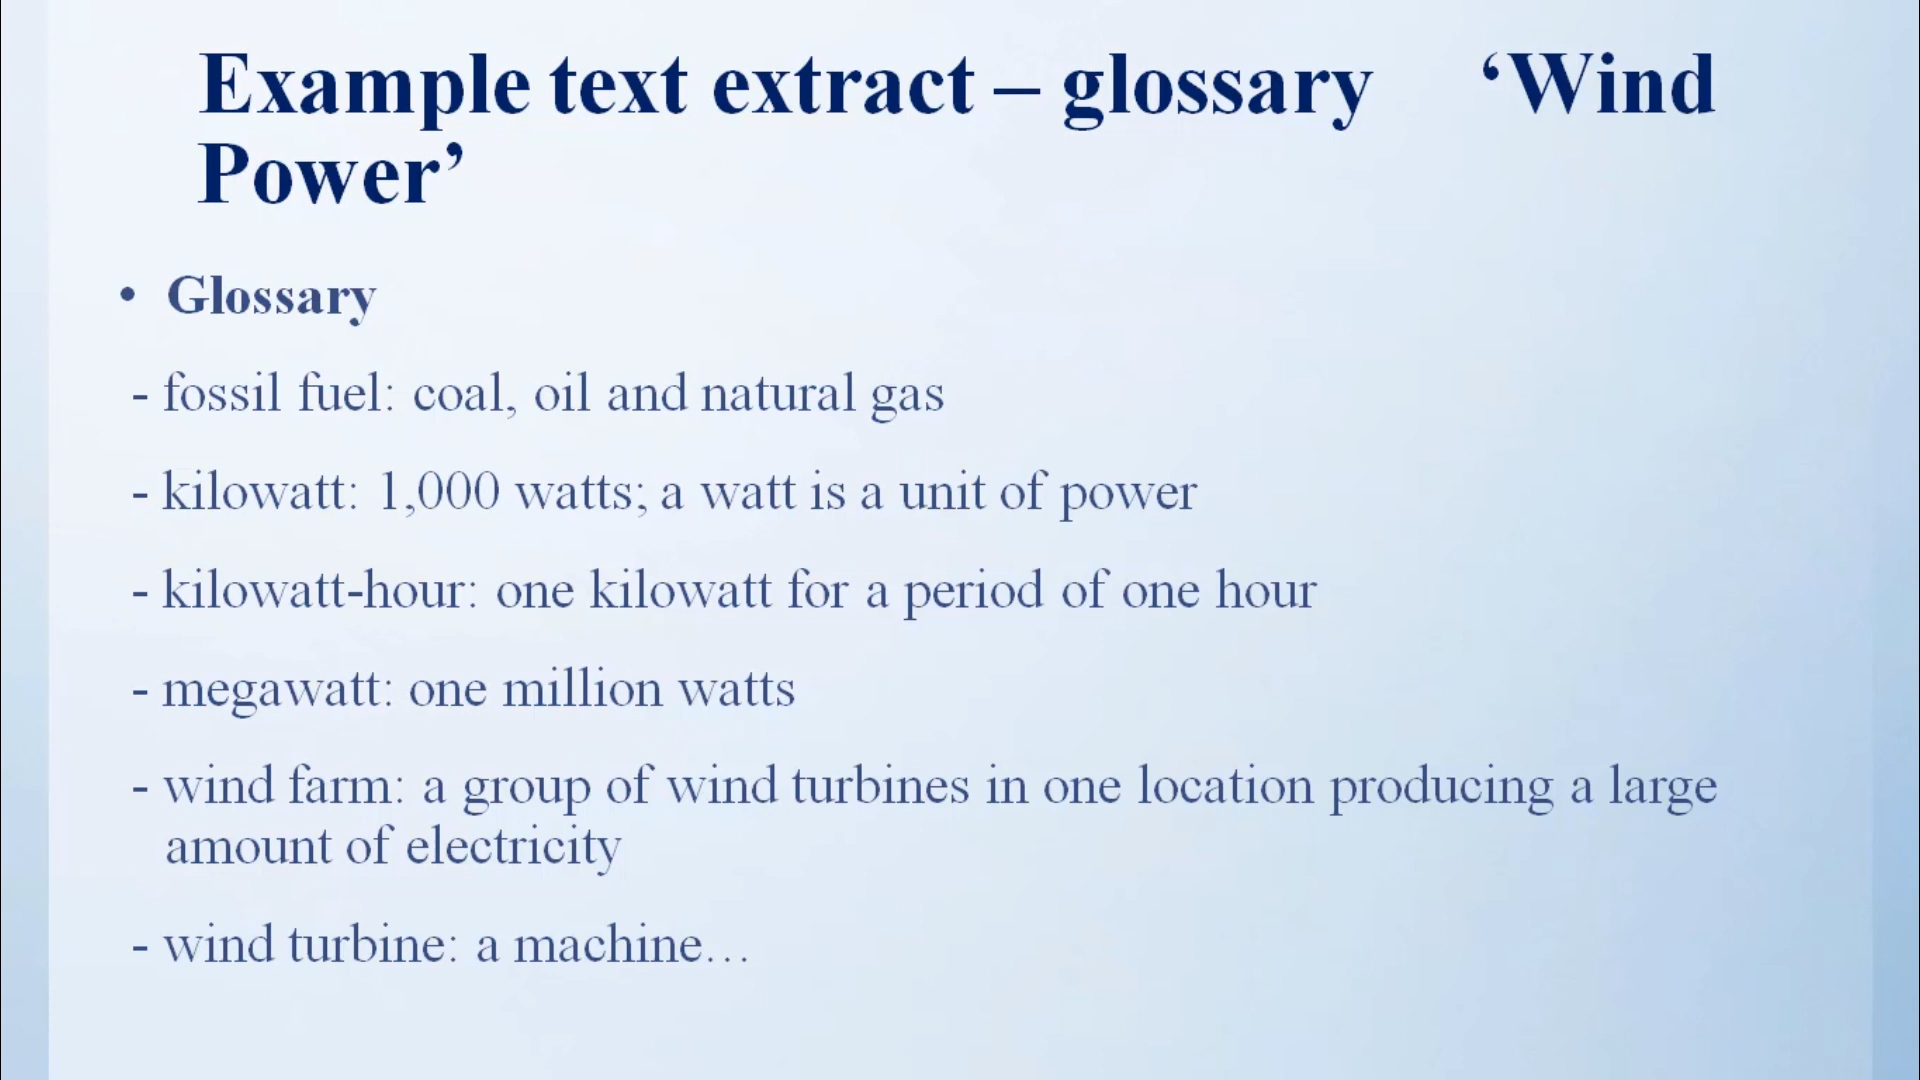 Example text extract – glossary ‘Wind
Power’
• Glossary
- fossil fuel: coal, oil and natural gas
- kilowatt: 1,000 watts; a watt is a unit of power
- kilowatt-hour: one kilowatt for a period of one hour
- megawatt: one million watts
- wind farm: a group of wind turbines in one location producing a large
amount of electricity
- wind turbine: a machine…